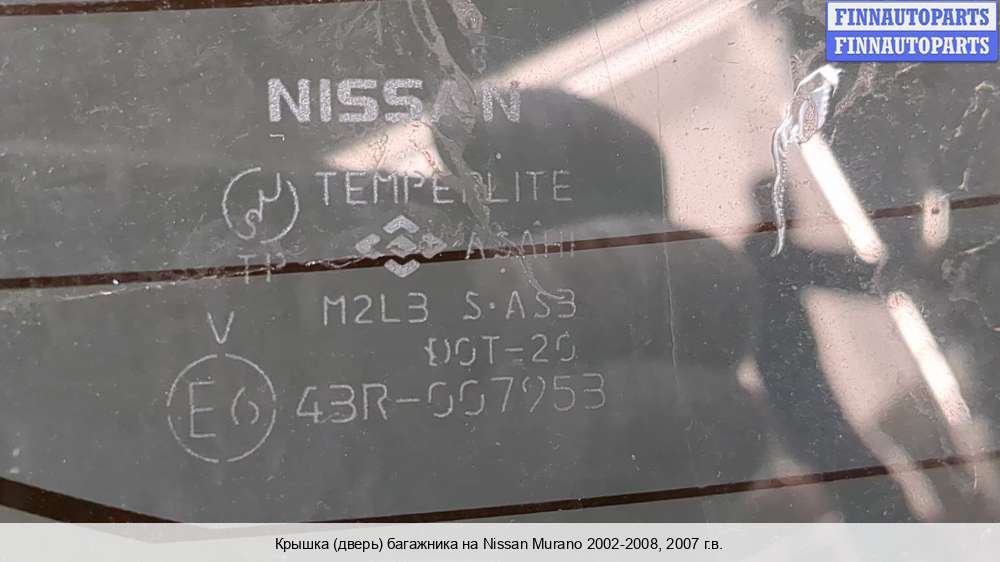 FINNAUTOPARTS
FINNAUTOPARTS
NISSAN
TEMPERLITE
TP
ASAHI
M2L3 S·AS3
DOT-20
V
E6 43R-007953
Крышка (дверь) багажника на Nissan Murano 2002-2008, 2007 г.в.